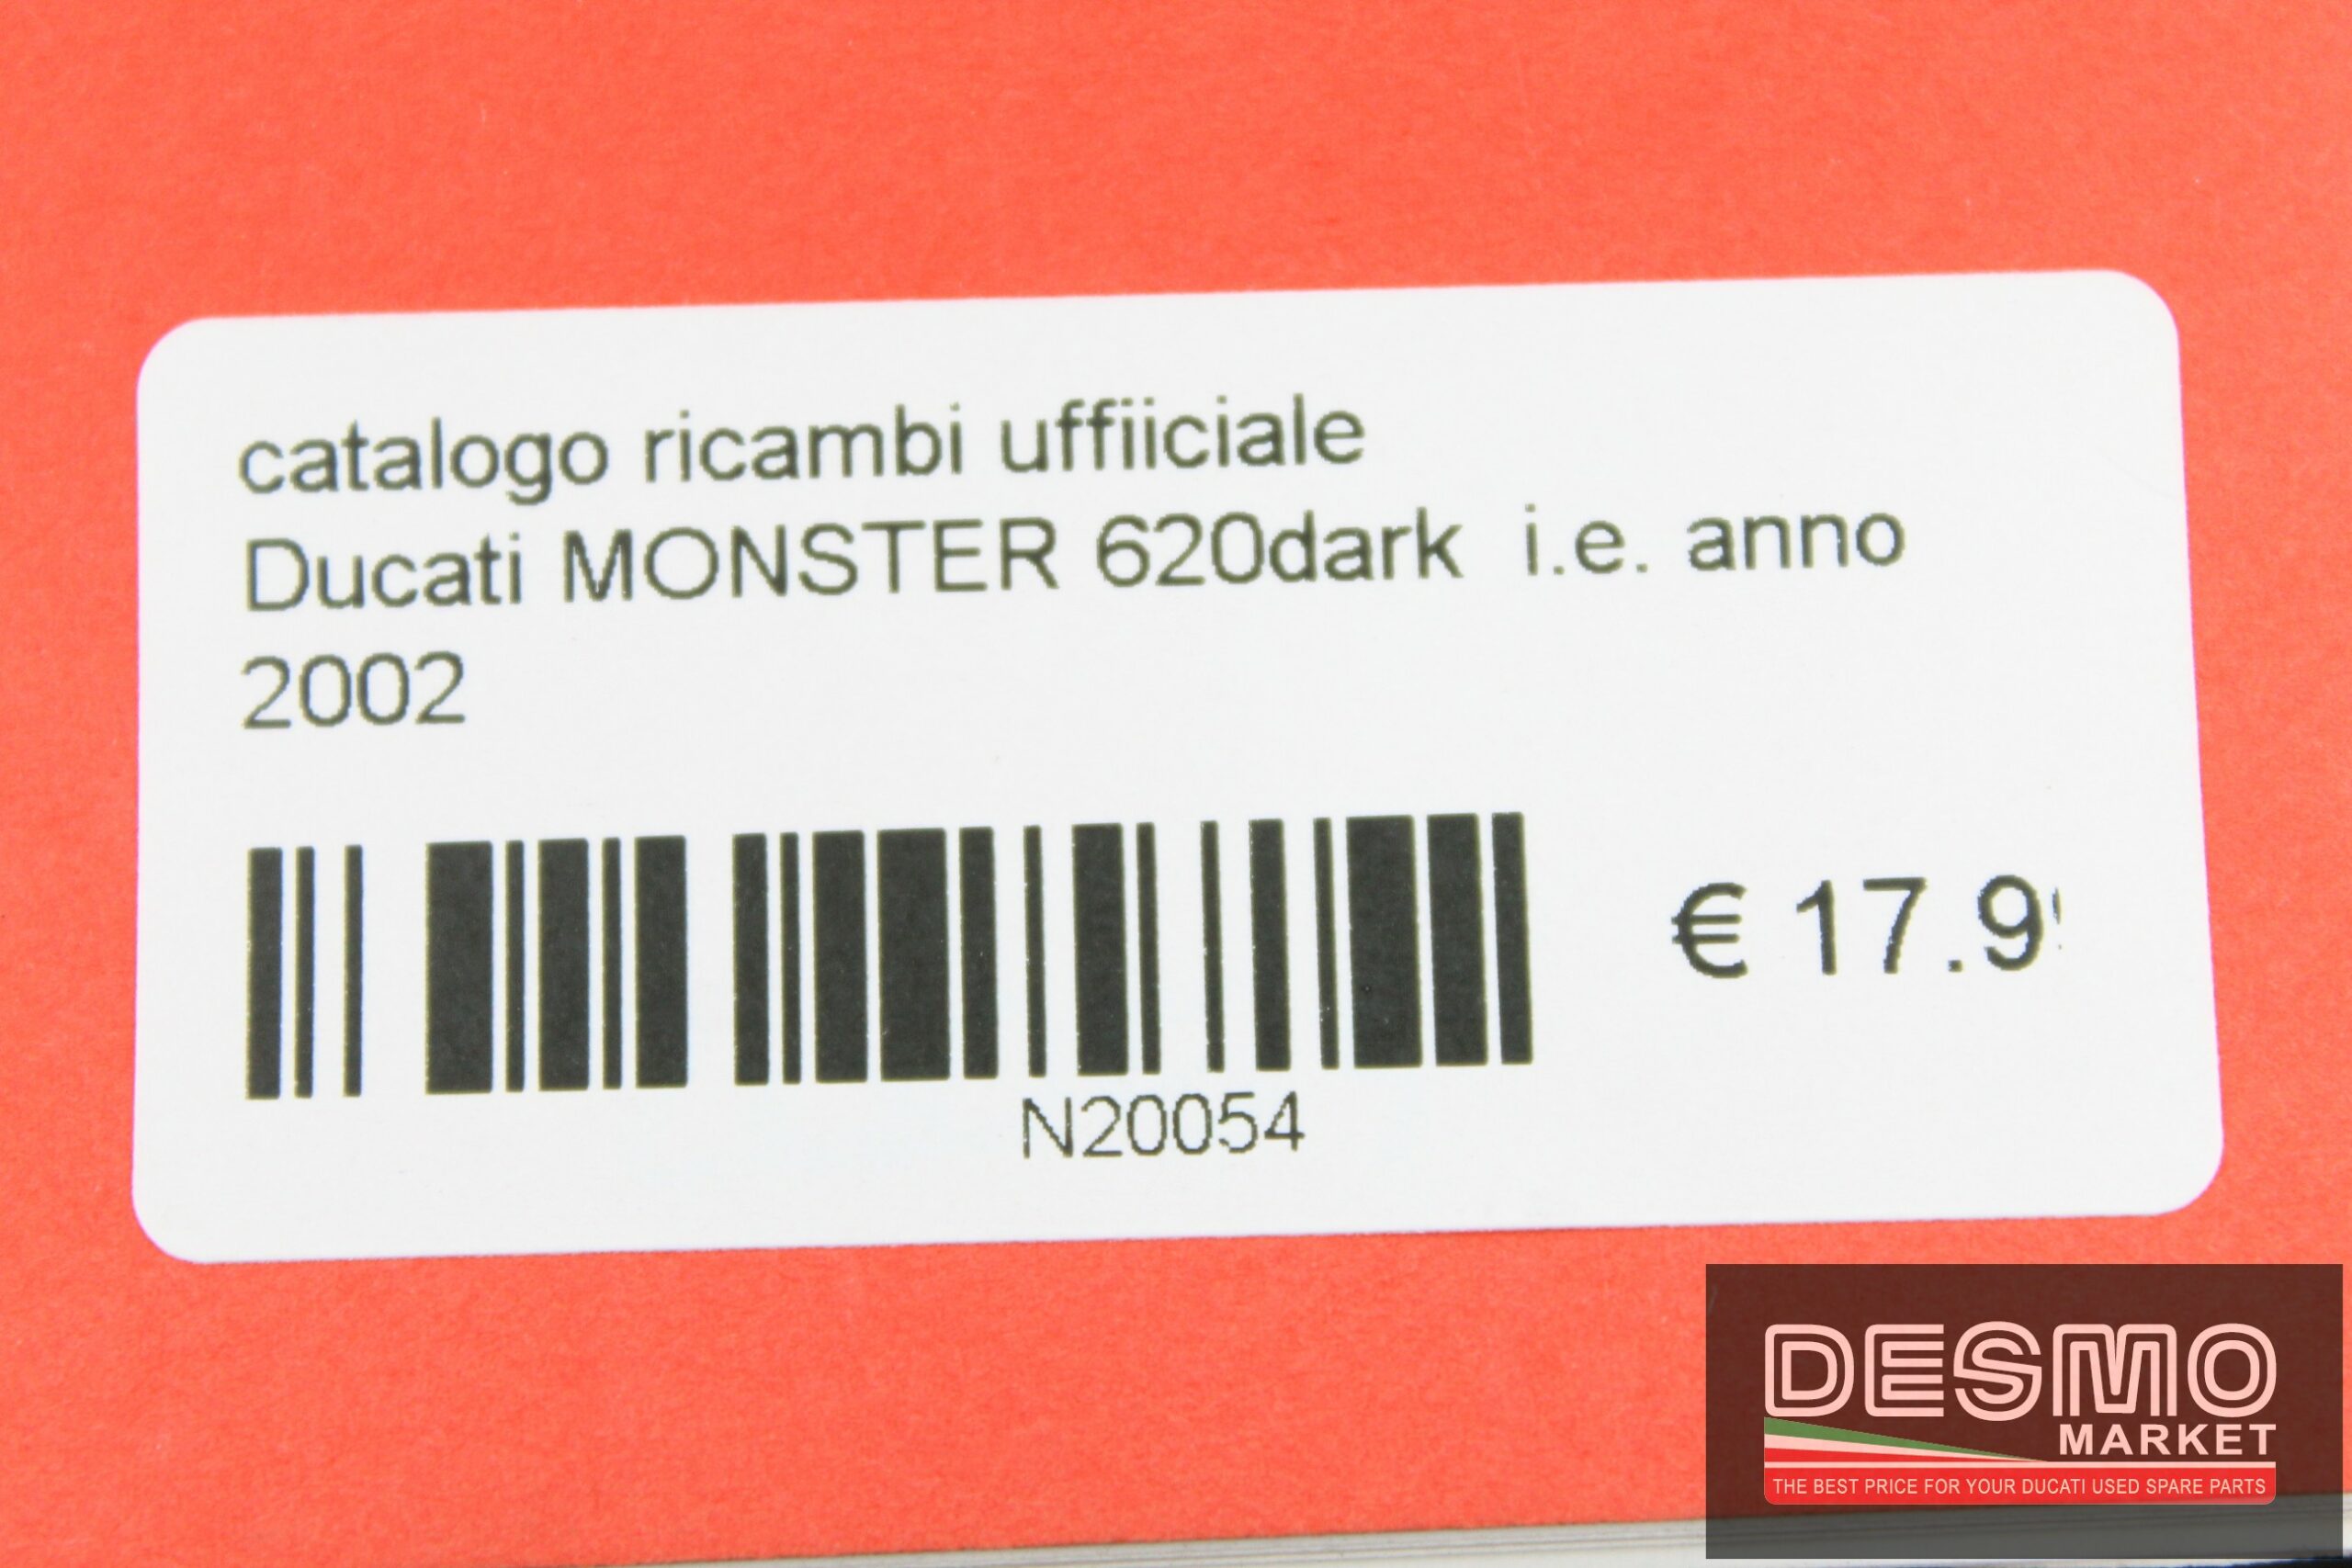 catalogo ricambi uffiiciale
Ducati MONSTER 620dark i.e. anno
2002
€ 17.9
N20054
DESMO
MARKET
THE BEST PRICE FOR YOUR DUCATI USED SPARE PARTS